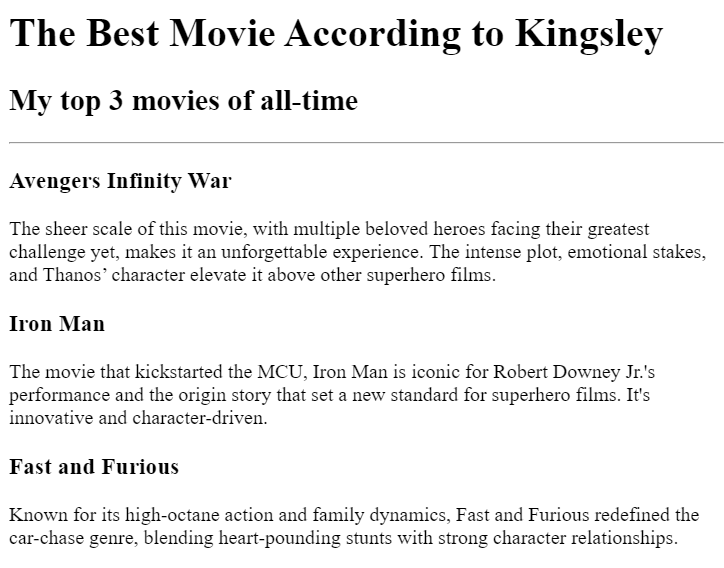 The Best Movie According to Kingsley
My top 3 movies of all-time
Avengers Infinity War
The sheer scale of this movie, with multiple beloved heroes facing their greatest
challenge yet, makes it an unforgettable experience. The intense plot, emotional stakes,
and Thanos’ character elevate it above other superhero films.
Iron Man
The movie that kickstarted the MCU, Iron Man is iconic for Robert Downey Jr.'s
performance and the origin story that set a new standard for superhero films. It's
innovative and character-driven.
Fast and Furious
Known for its high-octane action and family dynamics, Fast and Furious redefined the
car-chase genre, blending heart-pounding stunts with strong character relationships.